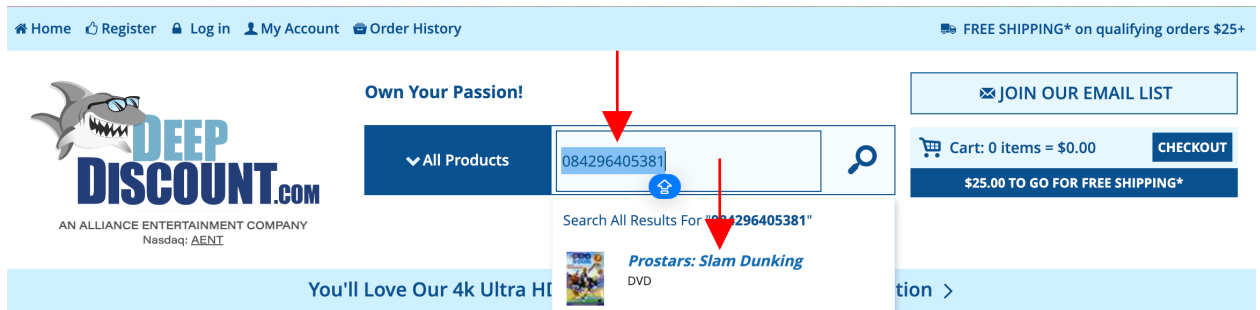 Home Register Log in My Account Order History
FREE SHIPPING* on qualifying orders $25+
DEEP
DISCOUNT.COM
AN ALLIANCE ENTERTAINMENT COMPANY
Nasdaq: AENT
Own Your Passion!
All Products
084296405381
Search All Results For "084296405381"
Prostars: Slam Dunking
DVD
JOIN OUR EMAIL LIST
Cart: 0 items = $0.00 CHECKOUT
$25.00 TO GO FOR FREE SHIPPING*
You'll Love Our 4k Ultra HD
tion >